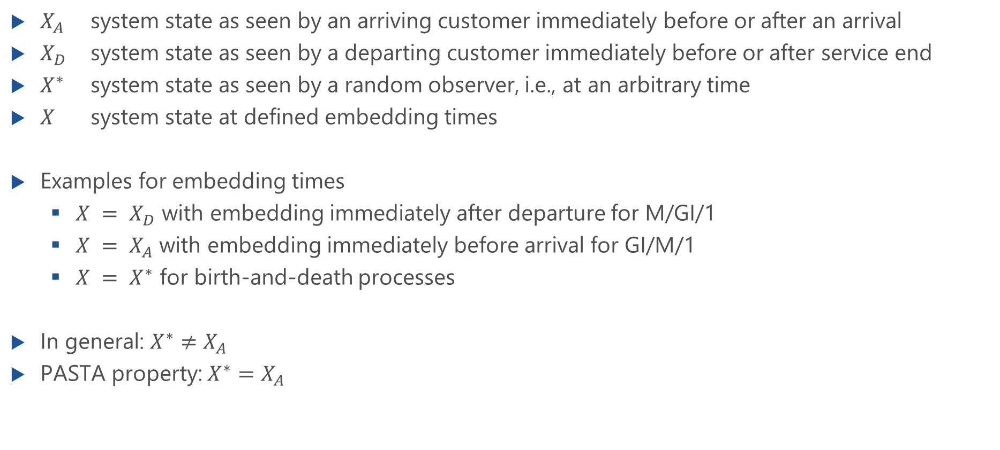 ▶ X_A system state as seen by an arriving customer immediately before or after an arrival
▶ X_D system state as seen by a departing customer immediately before or after service end
▶ X* system state as seen by a random observer, i.e., at an arbitrary time
▶ X system state at defined embedding times
▶ Examples for embedding times
▪ X = X_D with embedding immediately after departure for M/GI/1
▪ X = X_A with embedding immediately before arrival for GI/M/1
▪ X = X* for birth-and-death processes
▶ In general: X* ≠ X_A
▶ PASTA property: X* = X_A